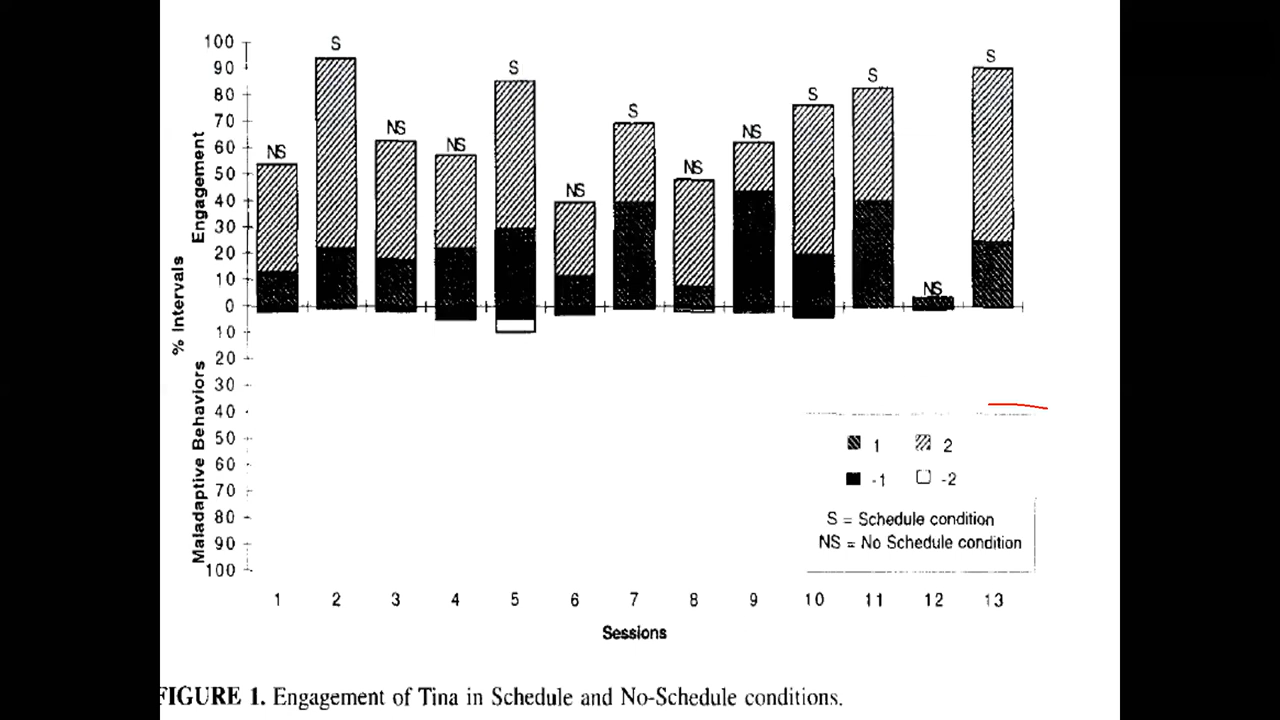 100
90
80
70
60
50
40
30
20
10
0
10
20
30
40
50
60
70
80
90
100
% Intervals
Engagement
Maladaptive Behaviors
NS
S
NS
NS
S
NS
S
NS
NS
S
S
NS
S
1 2
-1 -2
S = Schedule condition
NS = No Schedule condition
1 2 3 4 5 6 7 8 9 10 11 12 13
Sessions
FIGURE 1. Engagement of Tina in Schedule and No-Schedule conditions.